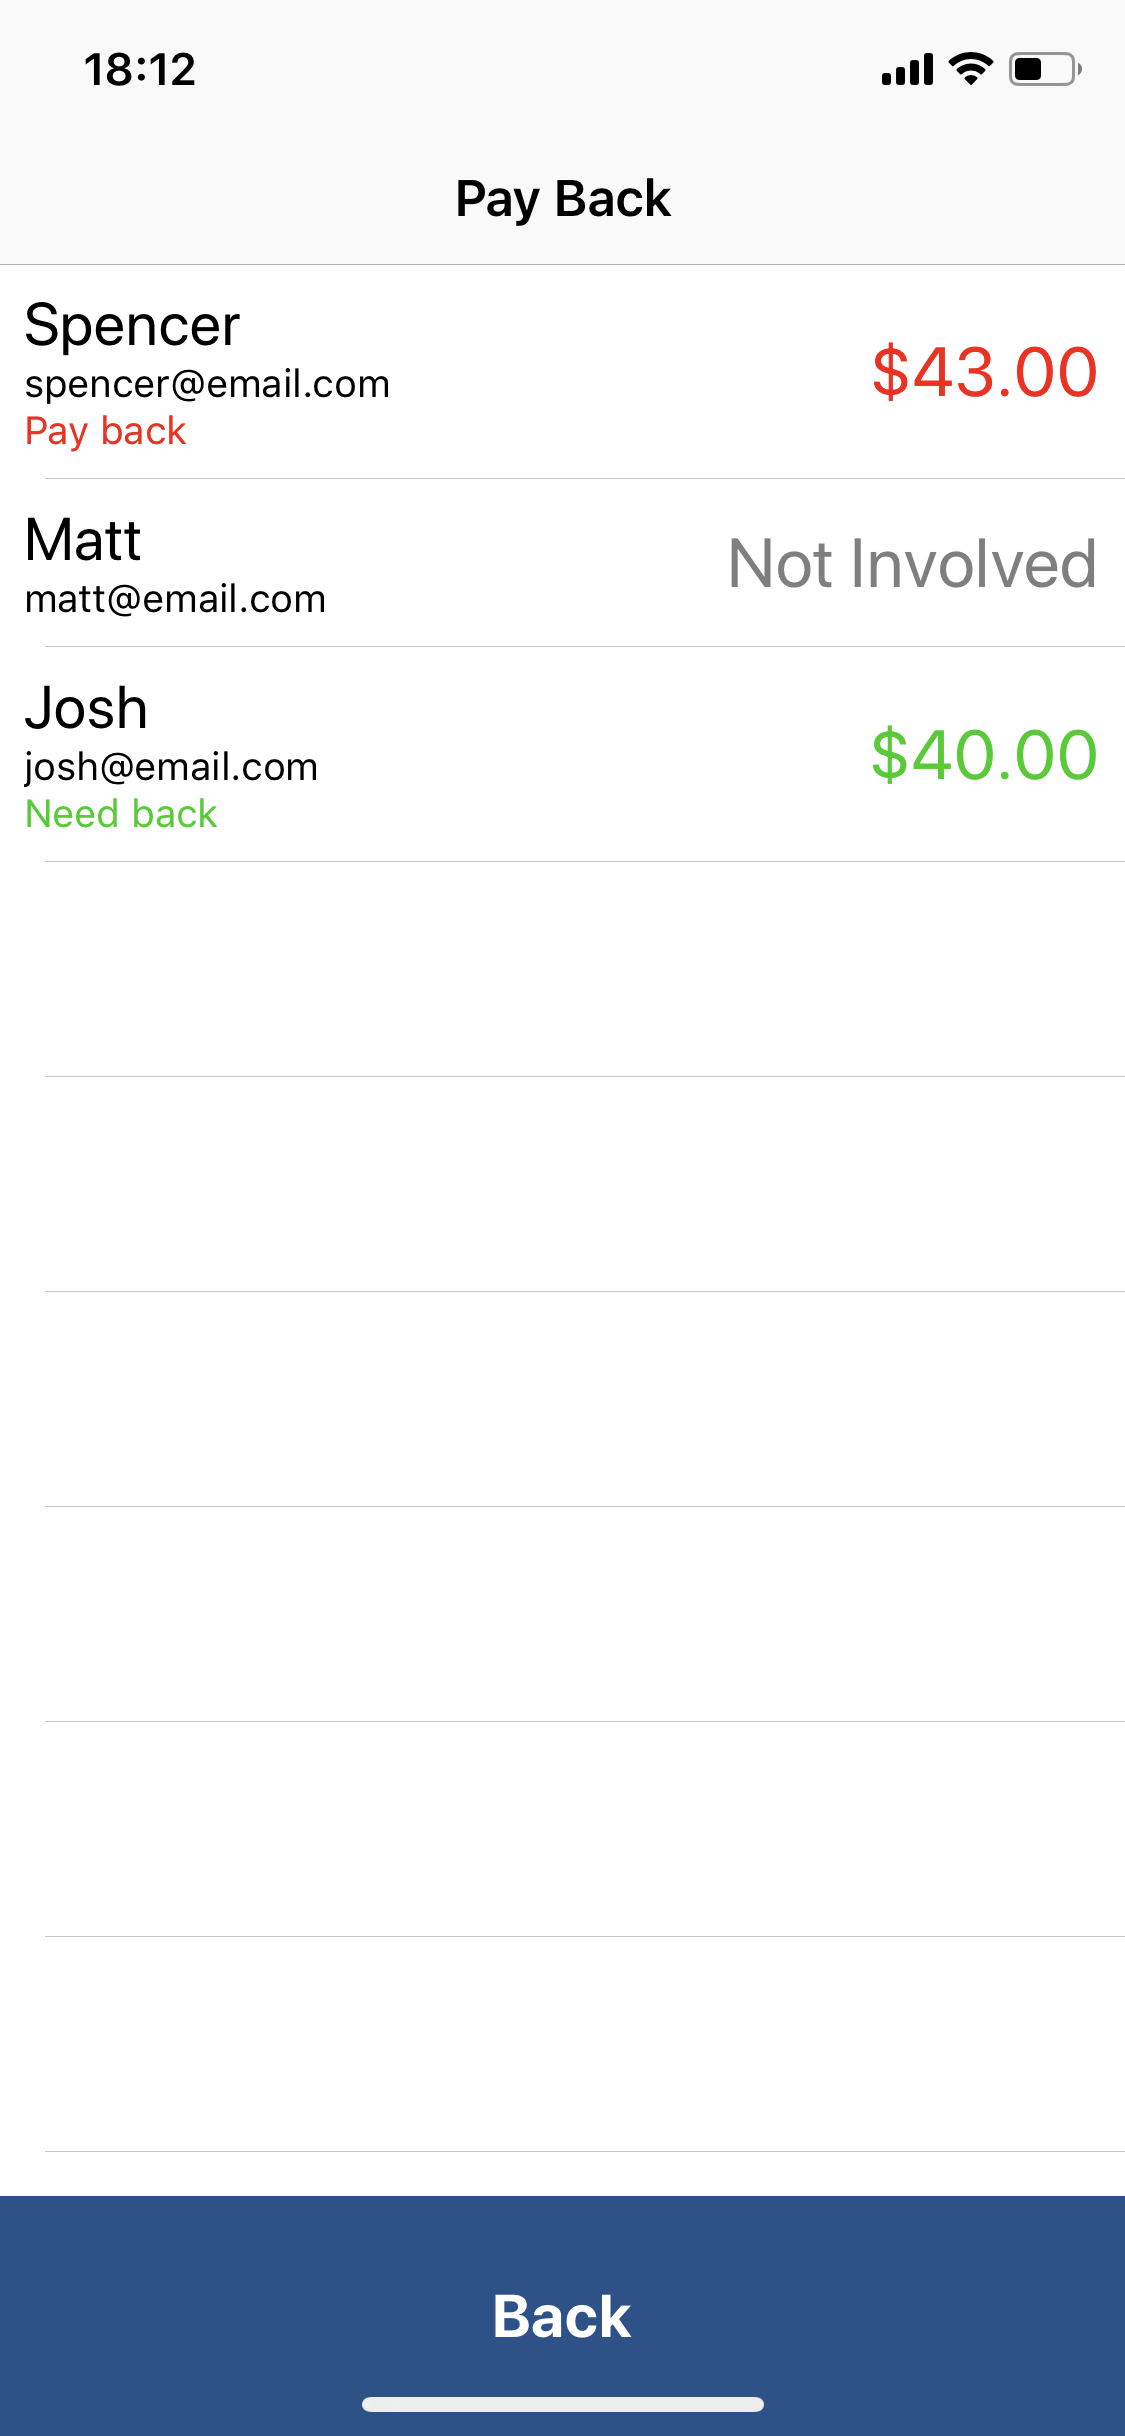 18:12
Pay Back
Spencer
spencer@email.com
Pay back
$43.00
Matt
matt@email.com
Not Involved
Josh
josh@email.com
Need back
$40.00
Back